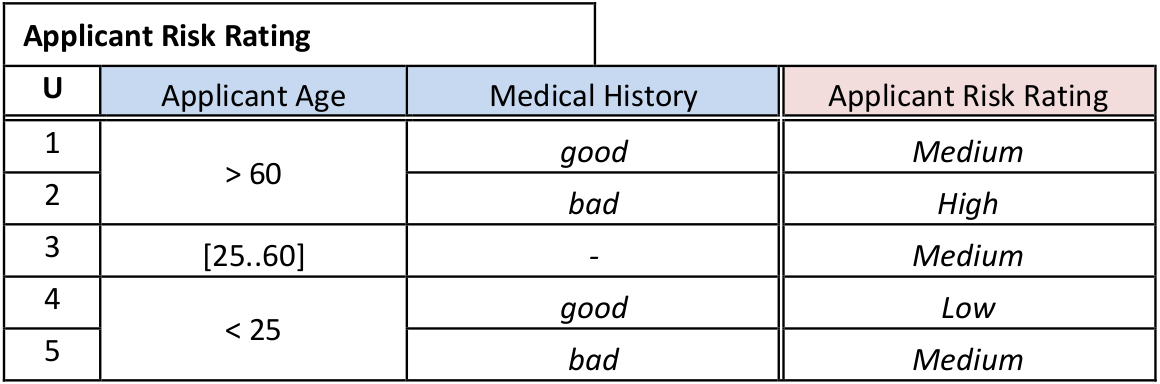 Applicant Risk Rating
U Applicant Age Medical History Applicant Risk Rating
1 > 60 good Medium
2 bad High
3 [25..60] - Medium
4 < 25 good Low
5 bad Medium